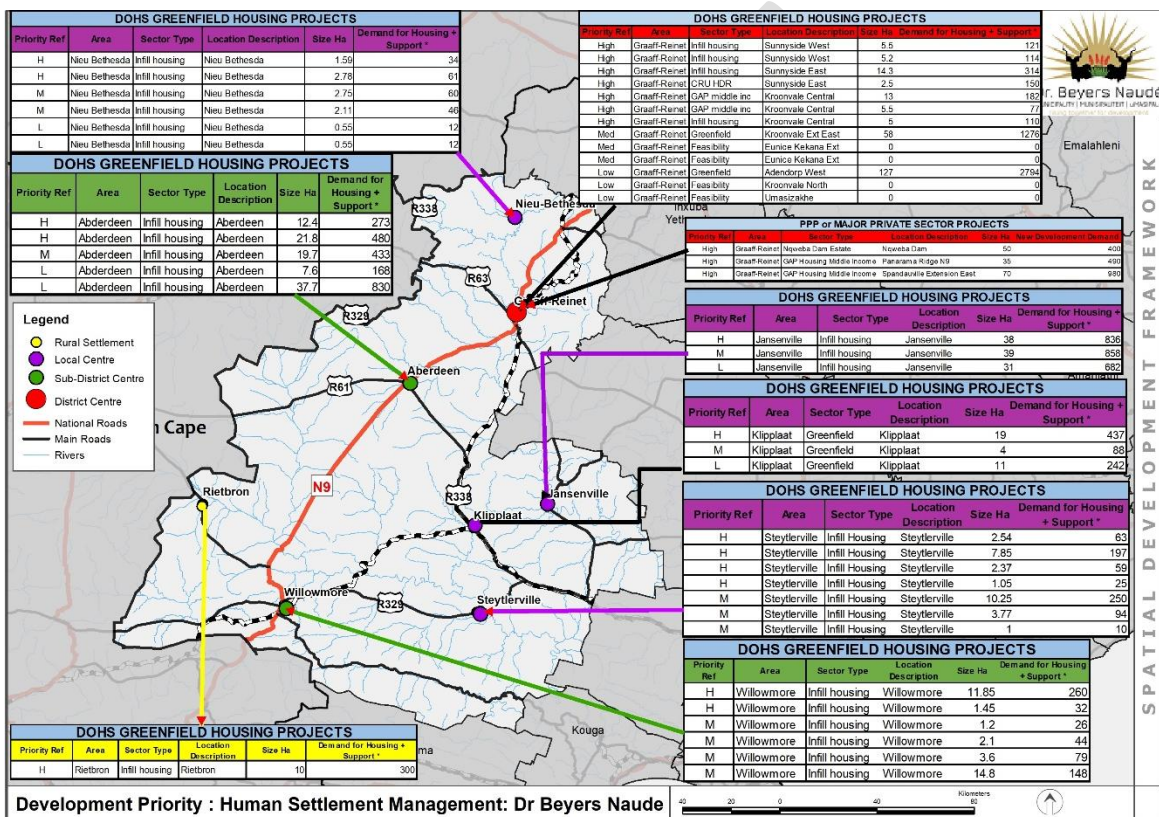 DOHS GREENFIELD HOUSING PROJECTS
Priority Ref Area Sector Type Location Description Size Ha Demand for Housing + Support *
H Nieu Bethesda Infill housing Nieu Bethesda 1.59 34
H Nieu Bethesda Infill housing Nieu Bethesda 2.78 61
M Nieu Bethesda Infill housing Nieu Bethesda 2.75 60
M Nieu Bethesda Infill housing Nieu Bethesda 2.11 46
L Nieu Bethesda Infill housing Nieu Bethesda 0.55 12
L Nieu Bethesda Infill housing Nieu Bethesda 0.55 12
DOHS GREENFIELD HOUSING PROJECTS
Priority Ref Area Sector Type Location Description Size Ha Demand for Housing + Support *
High Graaff-Reinet Infill housing Sunnyside West 5.5 121
High Graaff-Reinet Infill housing Sunnyside West 5.2 114
High Graaff-Reinet Infill housing Sunnyside East 14.3 314
High Graaff-Reinet CRU HDR Sunnyside East 2.5 150
High Graaff-Reinet GAP middle inc Kroonvale Central 13 182
High Graaff-Reinet GAP middle inc Kroonvale Central 5.5 77
High Graaff-Reinet Infill housing Kroonvale Central 5 110
Med Graaff-Reinet Greenfield Kroonvale Ext East 58 1276
Med Graaff-Reinet Feasibility Eunice Kekana Ext 0 0
Med Graaff-Reinet Feasibility Eunice Kekana Ext 0 0
Low Graaff-Reinet Greenfield Adendorp West 127 2794
Low Graaff-Reinet Feasibility Kroonvale North 0 0
Low Graaff-Reinet Feasibility Umasizakhe 0 0
Dr. Beyers Naudé
MUNICIPALITY | MUNISIPALITEIT | UMASIPALA
DOHS GREENFIELD HOUSING PROJECTS
Priority Ref Area Sector Type Location Description Size Ha Demand for Housing + Support *
H Abderdeen Infill housing Aberdeen 12.4 273
H Abderdeen Infill housing Aberdeen 21.8 480
M Abderdeen Infill housing Aberdeen 19.7 433
L Abderdeen Infill housing Aberdeen 7.6 168
L Abderdeen Infill housing Aberdeen 37.7 830
PPP or MAJOR PRIVATE SECTOR PROJECTS
Priority Ref Area Sector Type Location Description Size Ha New Development Demand
High Graaff-Reinet Nqweba Dam Estate Nqweba Dam 50 400
High Graaff-Reinet GAP Housing Middle Income Panarama Ridge N9 35 490
High Graaff-Reinet GAP Housing Middle Income Spandauville Extension East 70 980
DOHS GREENFIELD HOUSING PROJECTS
Priority Ref Area Sector Type Location Description Size Ha Demand for Housing + Support *
H Jansenville Infill housing Jansenville 38 836
M Jansenville Infill housing Jansenville 39 858
L Jansenville Infill housing Jansenville 31 682
DOHS GREENFIELD HOUSING PROJECTS
Priority Ref Area Sector Type Location Description Size Ha Demand for Housing + Support *
H Klipplaat Greenfield Klipplaat 19 437
M Klipplaat Greenfield Klipplaat 4 88
L Klipplaat Greenfield Klipplaat 11 242
DOHS GREENFIELD HOUSING PROJECTS
Priority Ref Area Sector Type Location Description Size Ha Demand for Housing + Support *
H Steytlerville Infill Housing Steytlerville 2.54 63
H Steytlerville Infill Housing Steytlerville 7.85 197
H Steytlerville Infill Housing Steytlerville 2.37 59
H Steytlerville Infill Housing Steytlerville 1.05 25
M Steytlerville Infill Housing Steytlerville 10.25 250
M Steytlerville Infill Housing Steytlerville 3.77 94
M Steytlerville Infill Housing Steytlerville 1 10
DOHS GREENFIELD HOUSING PROJECTS
Priority Ref Area Sector Type Location Description Size Ha Demand for Housing + Support *
H Willowmore Infill housing Willowmore 11.85 260
H Willowmore Infill housing Willowmore 1.45 32
M Willowmore Infill housing Willowmore 1.2 26
M Willowmore Infill housing Willowmore 2.1 44
M Willowmore Infill housing Willowmore 3.6 79
M Willowmore Infill housing Willowmore 14.8 148
DOHS GREENFIELD HOUSING PROJECTS
Priority Ref Area Sector Type Location Description Size Ha Demand for Housing + Support *
H Rietbron Infill housing Rietbron 10 300
Legend
Rural Settlement
Local Centre
Sub-District Centre
District Centre
National Roads
Main Roads
Rivers
Emalahleni
Inxuba
R338
Nieu-Bethesda
R63
Graaff-Reinet
R329
Aberdeen
R61
n Cape
N9
Rietbron
R338
Jansenville
Klipplaat
Willowmore
R329
Steytlerville
Kouga
ma
SPATIAL DEVELOPMENT FRAMEWORK
Development Priority : Human Settlement Management: Dr Beyers Naude
Kilometers
40 20 0 40 80